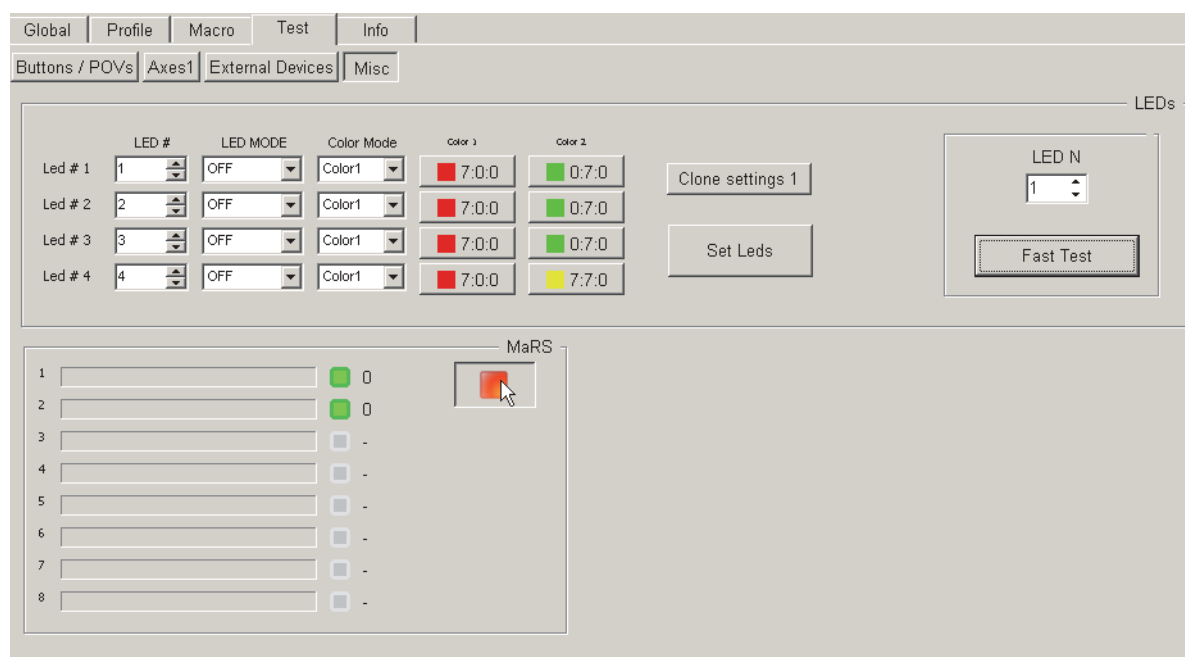 Global Profile Macro Test Info
Buttons / POVs Axes1 External Devices Misc
LEDs
LED # LED MODE Color Mode Color 1 Color 2
Led # 1 1 OFF Color1 7:0:0 0:7:0
Led # 2 2 OFF Color1 7:0:0 0:7:0
Led # 3 3 OFF Color1 7:0:0 0:7:0
Led # 4 4 OFF Color1 7:0:0 7:7:0
Clone settings 1
Set Leds
LED N
1
Fast Test
MaRS
1 0
2 0
3 -
4 -
5 -
6 -
7 -
8 -